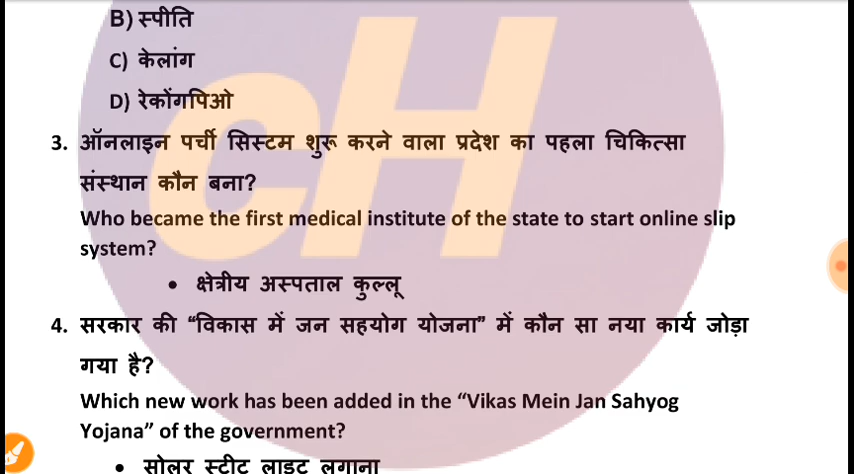 B) स्पीति
C) केलांग
D) रेकोंगपिओ
3. ऑनलाइन पर्ची सिस्टम शुरू करने वाला प्रदेश का पहला चिकित्सा
संस्थान कौन बना?
Who became the first medical institute of the state to start online slip
system?
• क्षेत्रीय अस्पताल कुल्लू
4. सरकार की “विकास में जन सहयोग योजना” में कौन सा नया कार्य जोड़ा
गया है?
Which new work has been added in the “Vikas Mein Jan Sahyog
Yojana” of the government?
• सोलर स्टीट लाइट लगाना
cH